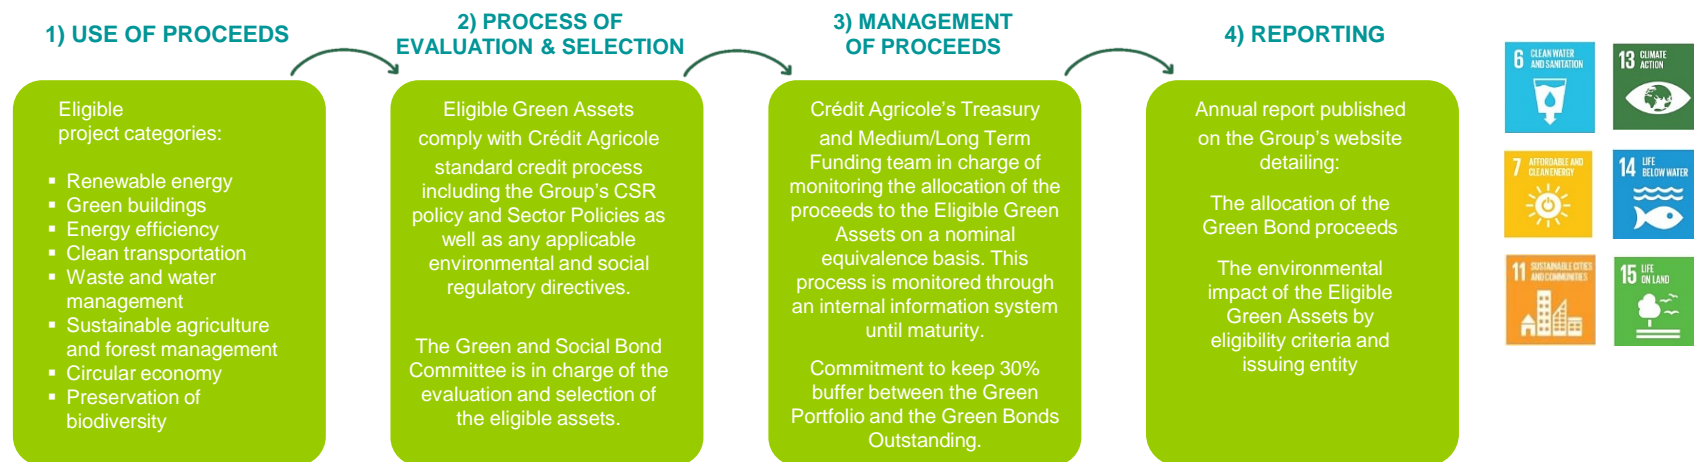 1) USE OF PROCEEDS
Eligible
project categories:
▪ Renewable energy
▪ Green buildings
▪ Energy efficiency
▪ Clean transportation
▪ Waste and water
management
▪ Sustainable agriculture
and forest management
▪ Circular economy
▪ Preservation of
biodiversity
2) PROCESS OF
EVALUATION & SELECTION
Eligible Green Assets
comply with Crédit Agricole
standard credit process
including the Group's CSR
policy and Sector Policies as
well as any applicable
environmental and social
regulatory directives.
The Green and Social Bond
Committee is in charge of the
evaluation and selection of
the eligible assets.
3) MANAGEMENT
OF PROCEEDS
Crédit Agricole's Treasury
and Medium/Long Term
Funding team in charge of
monitoring the allocation of the
proceeds to the Eligible Green
Assets on a nominal
equivalence basis. This
process is monitored through
an internal information system
until maturity.
Commitment to keep 30%
buffer between the Green
Portfolio and the Green Bonds
Outstanding.
4) REPORTING
Annual report published
on the Group's website
detailing:
The allocation of the
Green Bond proceeds
The environmental
impact of the Eligible
Green Assets by
eligibility criteria and
issuing entity
6 CLEAN WATER
AND SANITATION
13 CLIMATE
ACTION
7 AFFORDABLE AND
CLEAN ENERGY
14 LIFE
BELOW WATER
11 SUSTAINABLE CITIES
AND COMMUNITIES
15 LIFE
ON LAND